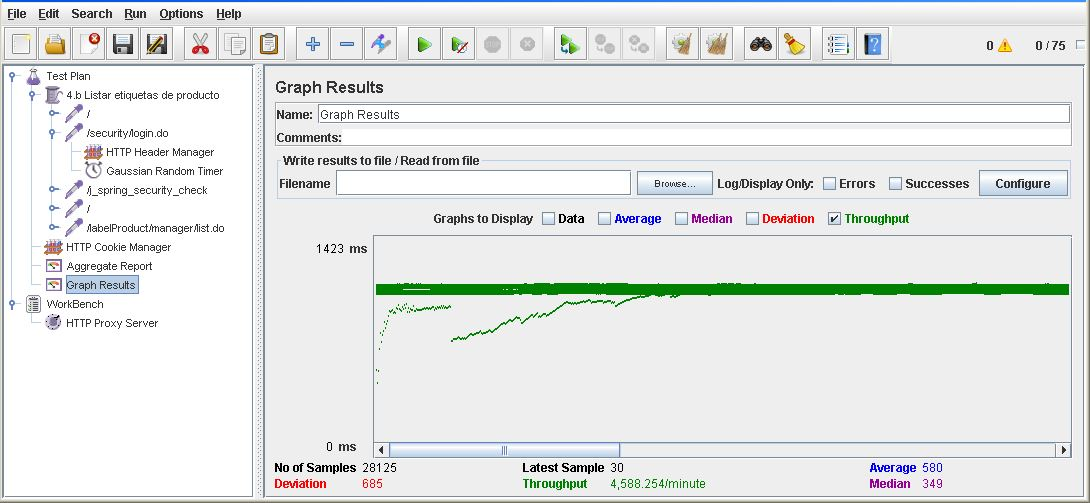 File Edit Search Run Options Help
0 0 / 75
Test Plan
4.b Listar etiquetas de producto
/
/security/login.do
HTTP Header Manager
Gaussian Random Timer
/j_spring_security_check
/
/labelProduct/manager/list.do
HTTP Cookie Manager
Aggregate Report
Graph Results
WorkBench
HTTP Proxy Server
Graph Results
Name: Graph Results
Comments:
Write results to file / Read from file
Filename Browse... Log/Display Only: Errors Successes Configure
Graphs to Display Data Average Median Deviation Throughput
1423 ms
0 ms
No of Samples 28125 Latest Sample 30 Average 580
Deviation 685 Throughput 4,588.254/minute Median 349